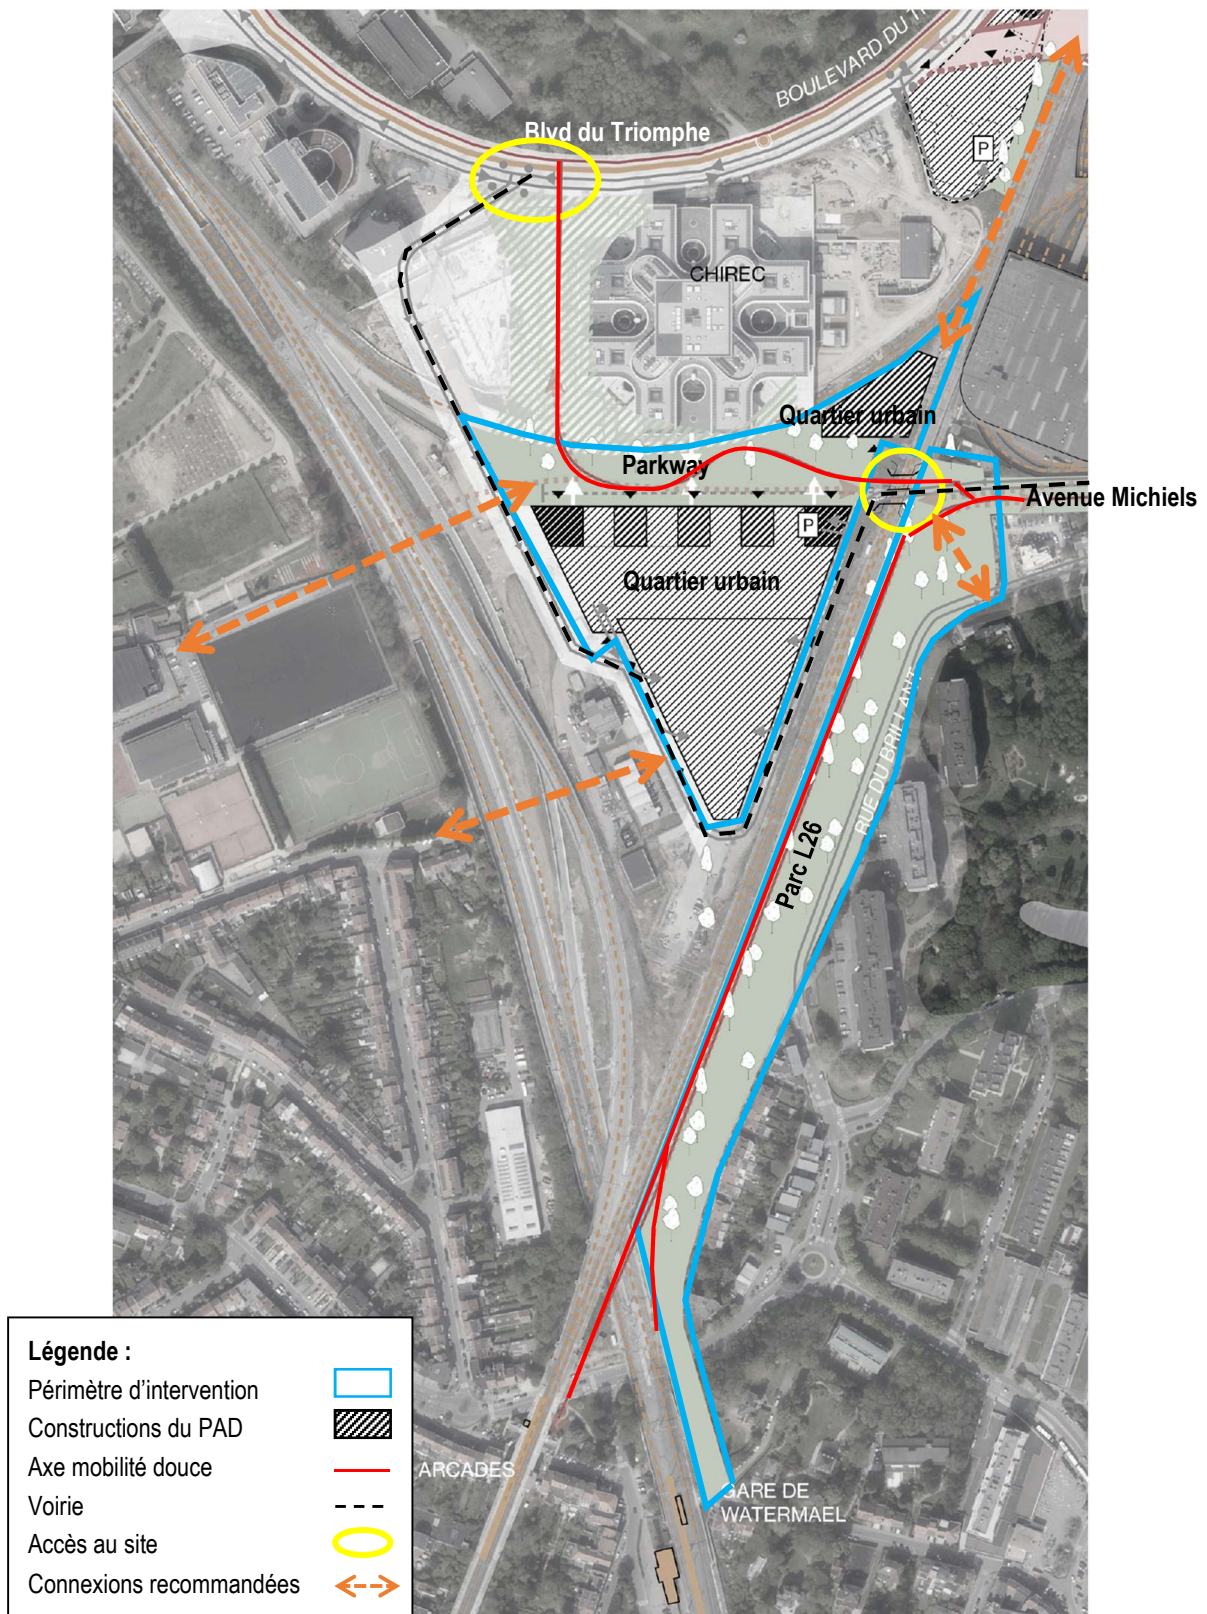 BOULEVARD DU T
Blvd du Triomphe
P
CHIREC
Quartier urbain
Parkway
Avenue Michiels
P
Quartier urbain
RUE DU BRILLANT
Parc L26
Légende :
Périmètre d'intervention
Constructions du PAD
Axe mobilité douce
Voirie
Accès au site
Connexions recommandées
ARCADES
GARE DE
WATERMAEL